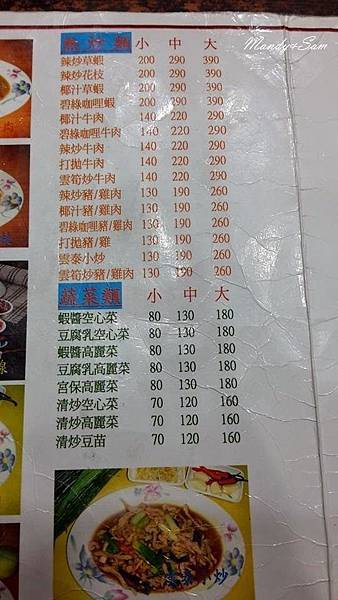 Mandy&Sam
熱炒類 小 中 大
辣炒草蝦 200 290 390
辣炒花枝 200 290 390
椰汁草蝦 200 290 390
碧綠咖哩蝦 200 290 390
椰汁牛肉 140 220 290
碧綠咖哩牛肉 140 220 290
辣炒牛肉 140 220 290
打拋牛肉 140 220 290
雲筍炒牛肉 140 220 290
辣炒豬/雞肉 130 190 260
椰汁豬/雞肉 130 190 260
碧綠咖哩豬/雞肉 130 190 260
打拋豬/雞 130 190 260
雲泰小炒 130 190 260
雲筍炒豬/雞肉 130 190 260
蔬菜類 小 中 大
蝦醬空心菜 80 130 180
豆腐乳空心菜 80 130 180
蝦醬高麗菜 80 130 180
豆腐乳高麗菜 80 130 180
宮保高麗菜 80 130 180
清炒空心菜 70 120 160
清炒高麗菜 70 120 160
清炒豆苗 70 120 160
雲泰小炒